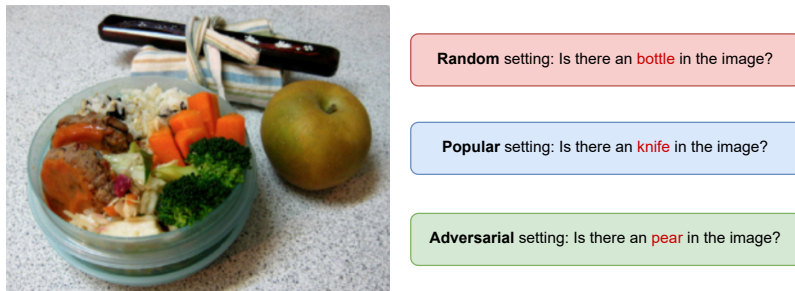 Random setting: Is there an bottle in the image?
Popular setting: Is there an knife in the image?
Adversarial setting: Is there an pear in the image?